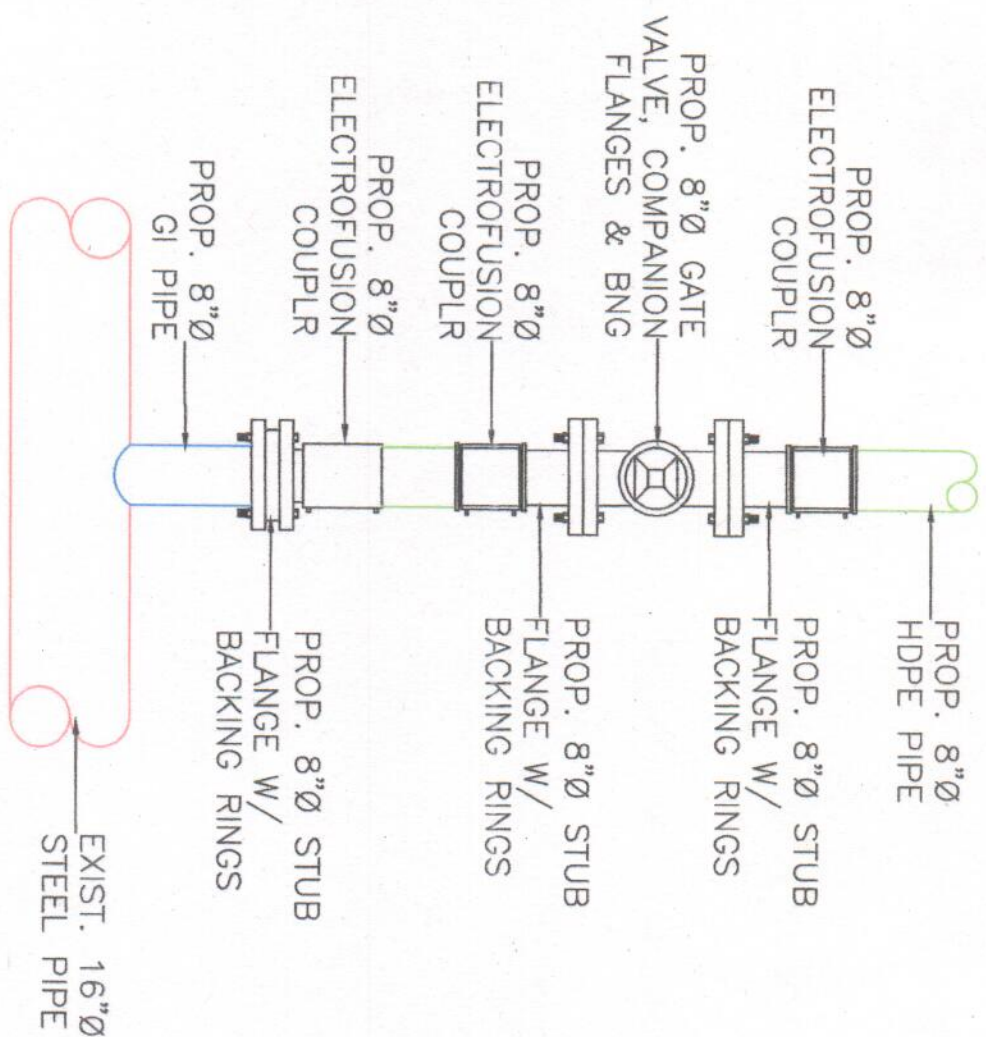 PROP. 8"Ø
ELECTROFUSION
COUPLR
PROP. 8"Ø GATE
VALVE, COMPANION
FLANGES & BNG
PROP. 8"Ø
ELECTROFUSION
COUPLR
PROP. 8"Ø
ELECTROFUSION
COUPLR
PROP. 8"Ø
GI PIPE
PROP. 8"Ø
HDPE PIPE
PROP. 8"Ø STUB
FLANGE W/
BACKING RINGS
PROP. 8"Ø STUB
FLANGE W/
BACKING RINGS
PROP. 8"Ø STUB
FLANGE W/
BACKING RINGS
EXIST. 16"Ø
STEEL PIPE